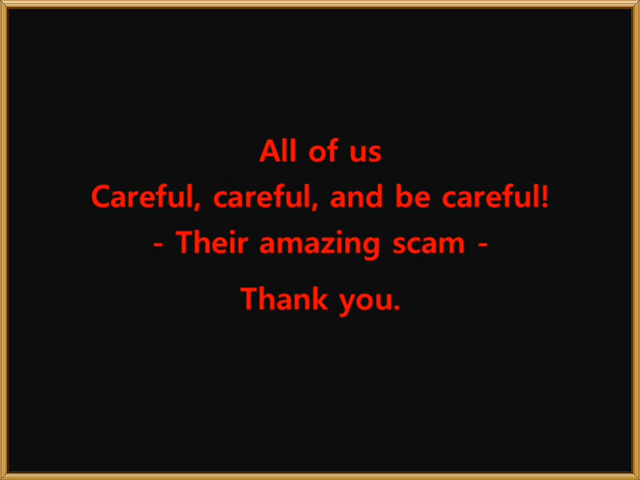 All of us
Careful, careful, and be careful!
- Their amazing scam -
Thank you.